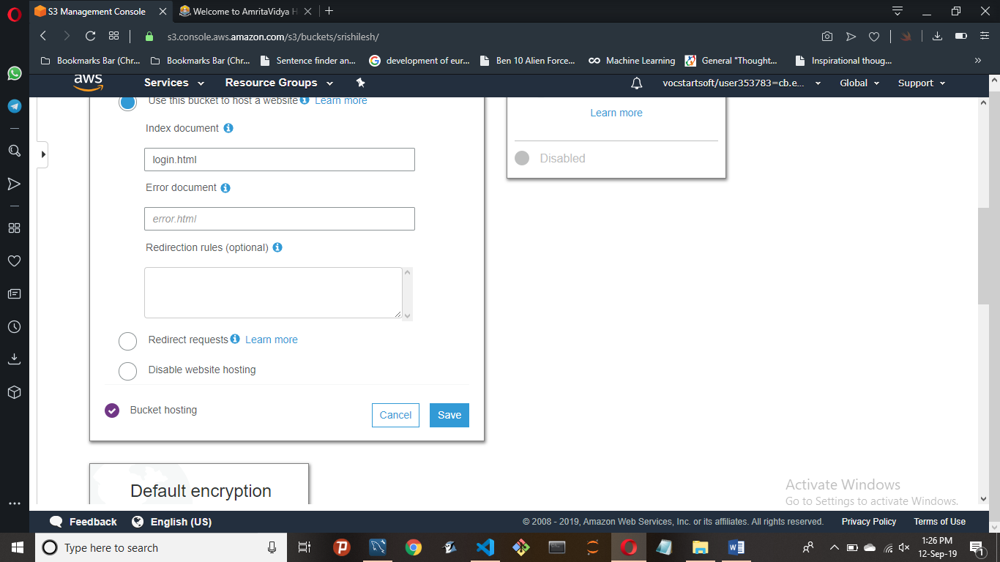 S3 Management Console
Welcome to AmritaVidya H
s3.console.aws.amazon.com/s3/buckets/srishilesh/
Bookmarks Bar (Chr...
Bookmarks Bar (Chr...
Sentence finder an...
development of eur...
Ben 10 Alien Force...
Machine Learning
General "Thought...
Inspirational thoug...
»
aws
Services
Resource Groups
vocstartsoft/user353783=cb.e...
Global
Support
Use this bucket to host a website
Learn more
Index document
login.html
Error document
error.html
Redirection rules (optional)
Redirect requests
Learn more
Disable website hosting
Bucket hosting
Cancel
Save
Learn more
Disabled
Default encryption
Activate Windows
Go to Settings to activate Windows.
Feedback
English (US)
© 2008 - 2019, Amazon Web Services, Inc. or its affiliates. All rights reserved.
Privacy Policy
Terms of Use
Type here to search
1:26 PM
12-Sep-19
1